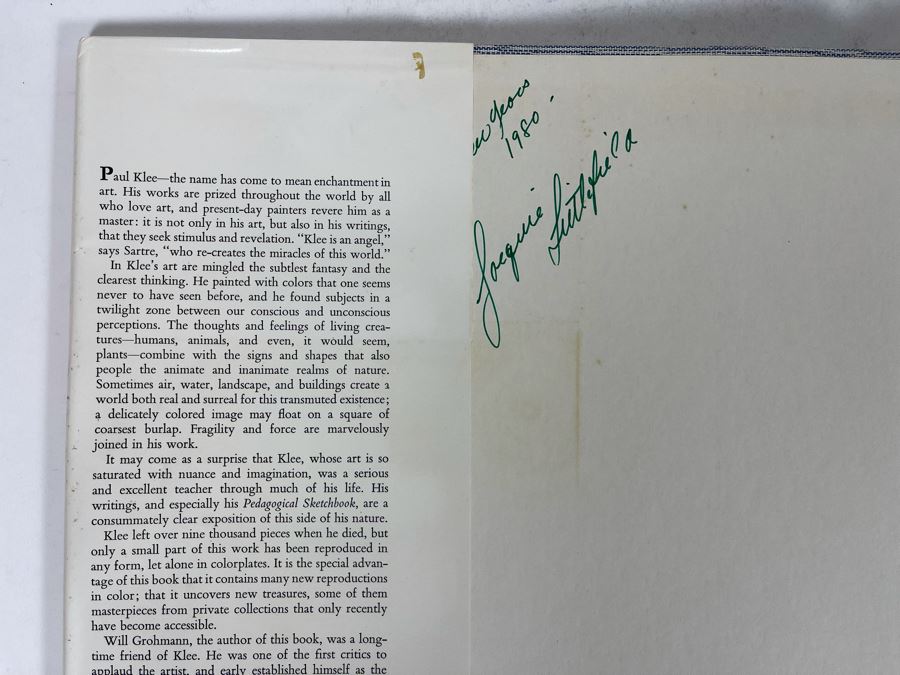 Paul Klee—the name has come to mean enchantment in
art. His works are prized throughout the world by all
who love art, and present-day painters revere him as a
master: it is not only in his art, but also in his writings,
that they seek stimulus and revelation. “Klee is an angel,”
says Sartre, “who re-creates the miracles of this world.”
In Klee's art are mingled the subtlest fantasy and the
clearest thinking. He painted with colors that one seems
never to have seen before, and he found subjects in a
twilight zone between our conscious and unconscious
perceptions. The thoughts and feelings of living crea-
tures—humans, animals, and even, it would seem,
plants—combine with the signs and shapes that also
people the animate and inanimate realms of nature.
Sometimes air, water, landscape, and buildings create a
world both real and surreal for this transmuted existence;
a delicately colored image may float on a square of
coarsest burlap. Fragility and force are marvelously
joined in his work.
It may come as a surprise that Klee, whose art is so
saturated with nuance and imagination, was a serious
and excellent teacher through much of his life. His
writings, and especially his Pedagogical Sketchbook, are a
consummately clear exposition of this side of his nature.
Klee left over nine thousand pieces when he died, but
only a small part of this work has been reproduced in
any form, let alone in colorplates. It is the special advan-
tage of this book that it contains many new reproductions
in color; that it uncovers new treasures, some of them
masterpieces from private collections that only recently
have become accessible.
Will Grohmann, the author of this book, was a long-
time friend of Klee. He was one of the first critics to
applaud the artist, and early established himself as the
1980.
Jacquie
Littlefield